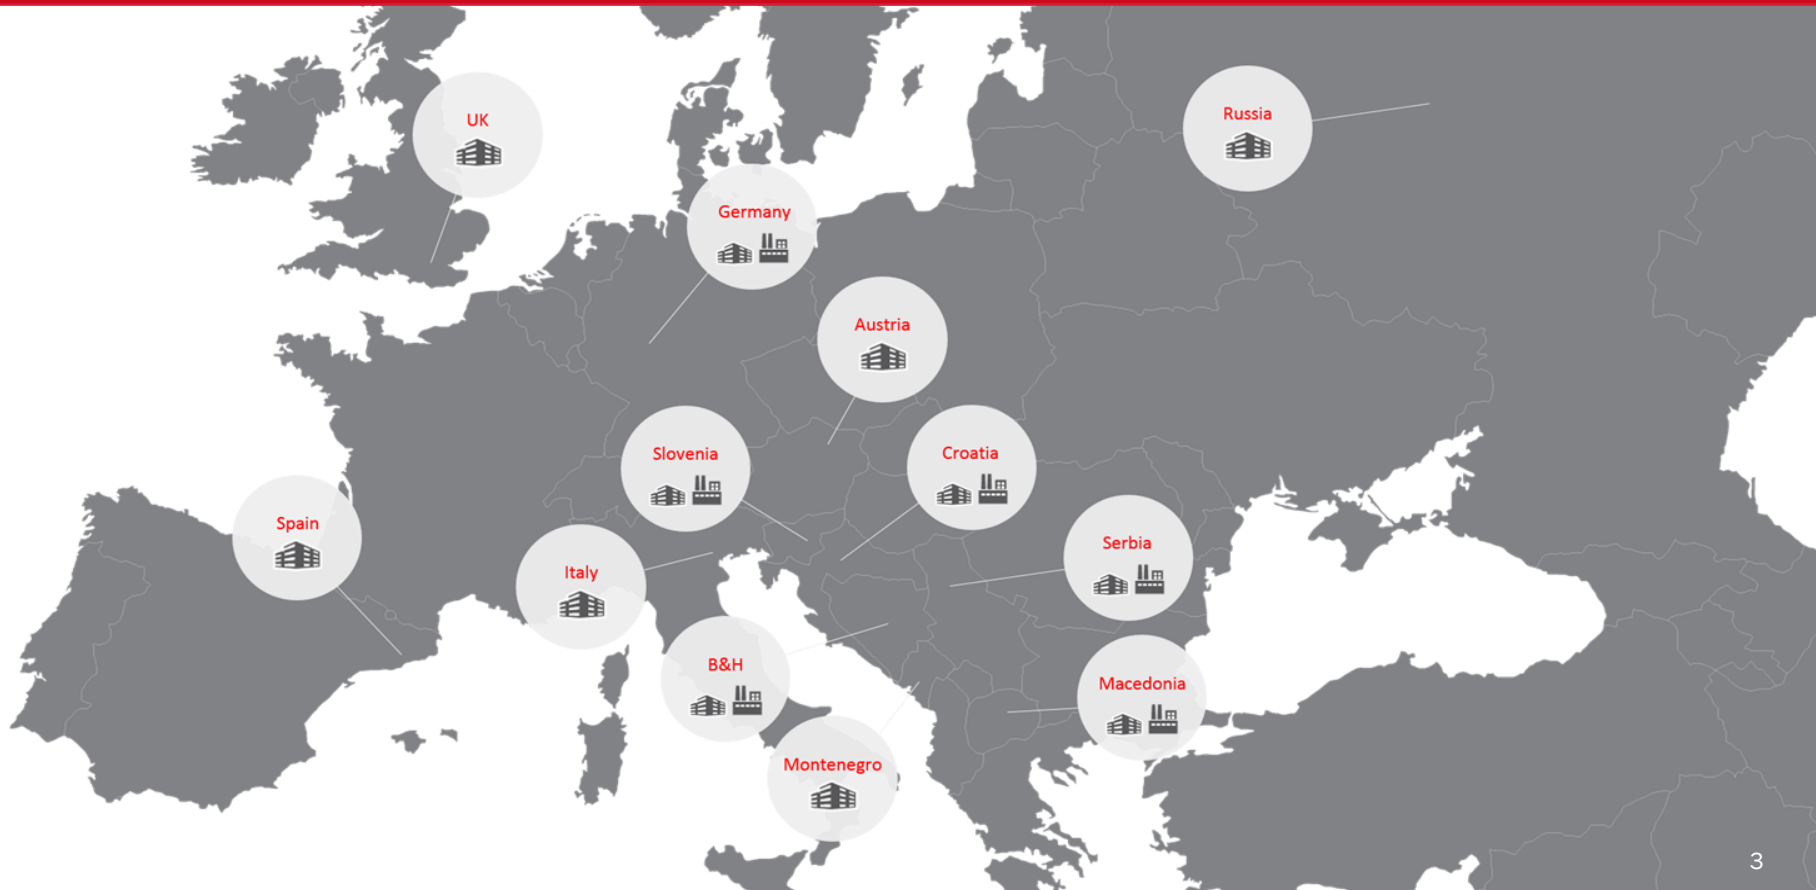 UK
Russia
Germany
Austria
Slovenia
Croatia
Spain
Serbia
Italy
B&H
Macedonia
Montenegro
3